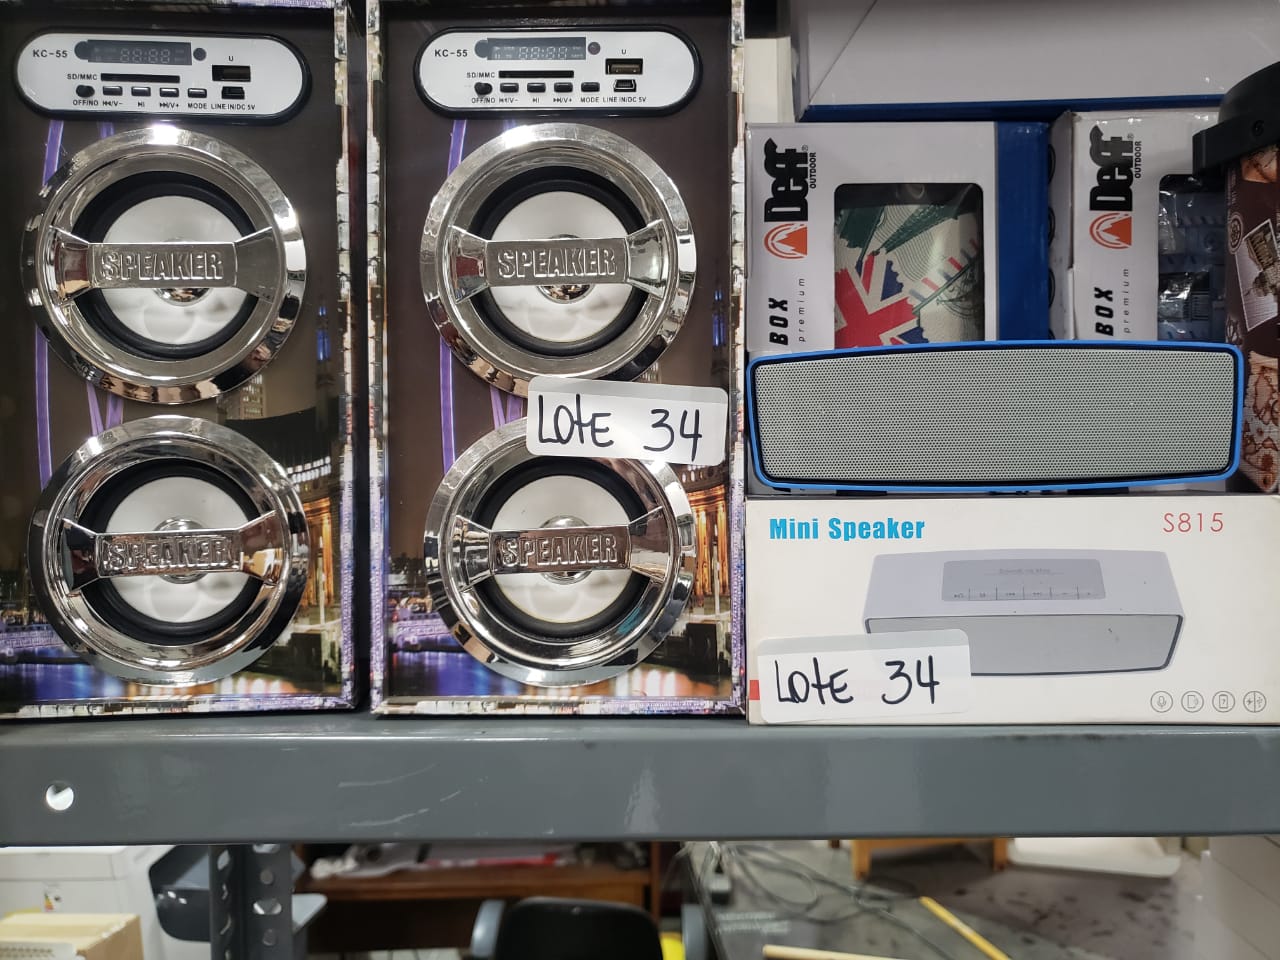 KC-55
U
SD/MMC
OFF/NO I◄◄/V- ►II ►►I/V+ MODE LINE IN/DC 5V
SPEAKER
SPEAKER
KC-55
U
SD/MMC
OFF/NO I◄◄/V- ►II ►►I/V+ MODE LINE IN/DC 5V
SPEAKER
LOtE 34
SPEAKER
Deff®
OUTDOOR
BOX
premium
Deff®
OUTDOOR
BOX
premium
Mini Speaker
S815
LOtE 34